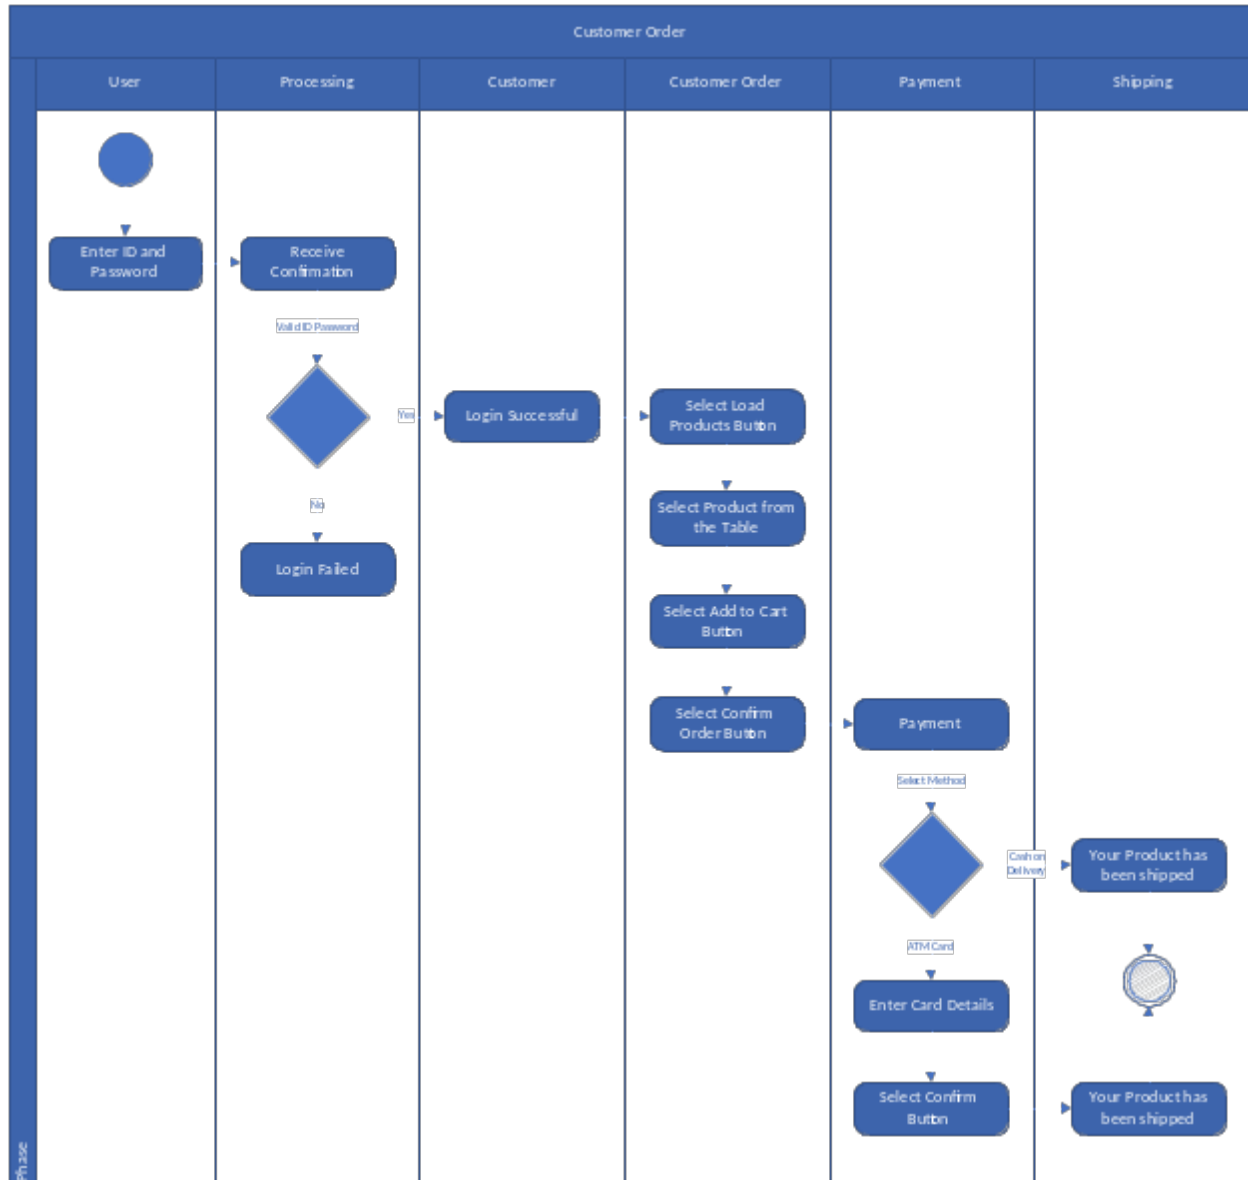 Customer Order
User
Processing
Customer
Customer Order
Payment
Shipping
Enter ID and
Password
Receive
Confirmation
Valid ID Password
Yes
Login Successful
Select Load
Products Button
Select Product from
the Table
No
Login Failed
Select Add to Cart
Button
Select Confirm
Order Button
Payment
Select Method
Cash on
Delivery
Your Product has
been shipped
ATM Card
Enter Card Details
Select Confirm
Button
Your Product has
been shipped
Phase